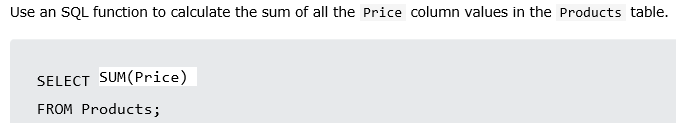 Use an SQL function to calculate the sum of all the Price column values in the Products table.
SELECT SUM(Price)
FROM Products;